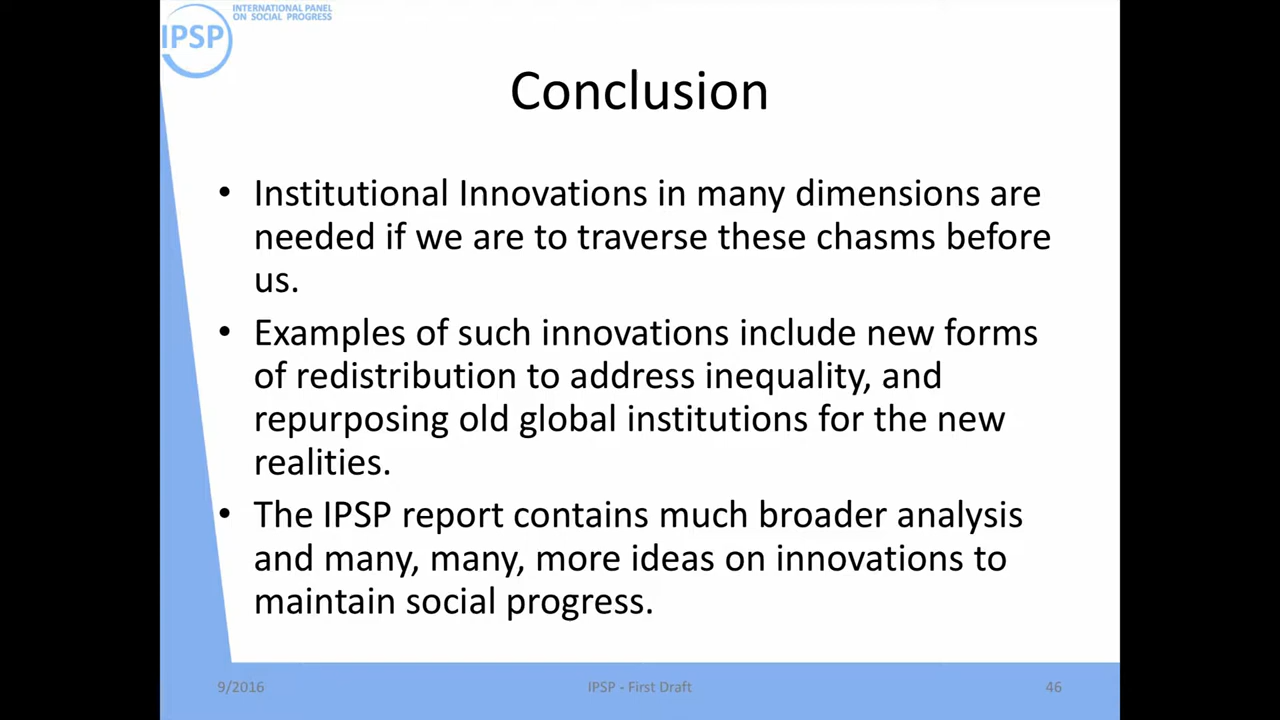 INTERNATIONAL PANEL
ON SOCIAL PROGRESS
IPSP
Conclusion
• Institutional Innovations in many dimensions are
needed if we are to traverse these chasms before
us.
• Examples of such innovations include new forms
of redistribution to address inequality, and
repurposing old global institutions for the new
realities.
• The IPSP report contains much broader analysis
and many, many, more ideas on innovations to
maintain social progress.
9/2016 IPSP - First Draft 46